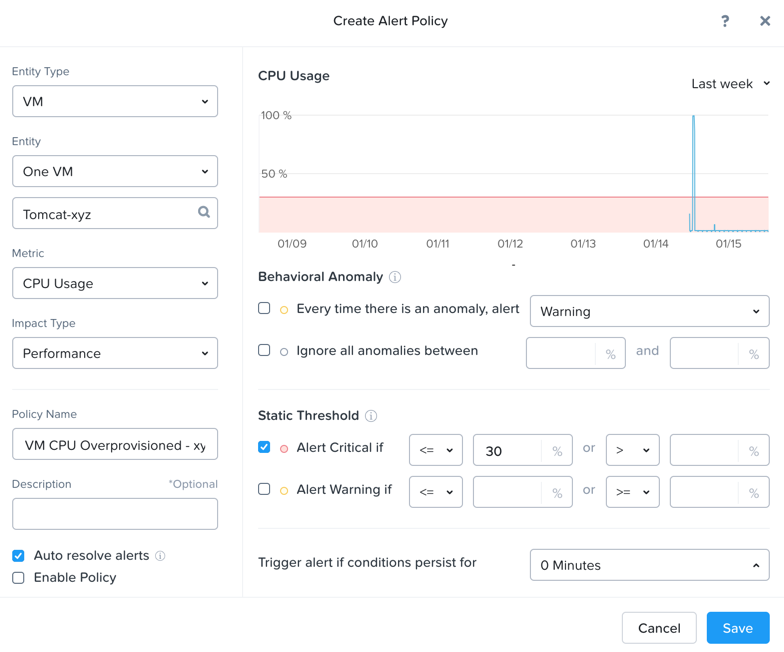 Create Alert Policy
?
Entity Type
VM
Entity
One VM
Tomcat-xyz
Metric
CPU Usage
Impact Type
Performance
Policy Name
VM CPU Overprovisioned - xy
Description *Optional
Auto resolve alerts
Enable Policy
CPU Usage
Last week
100 %
50 %
01/09 01/10 01/11 01/12 01/13 01/14 01/15
-
Behavioral Anomaly
Every time there is an anomaly, alert Warning
Ignore all anomalies between % and %
Static Threshold
Alert Critical if <= 30 % or > %
Alert Warning if <= % or >= %
Trigger alert if conditions persist for 0 Minutes
Cancel Save